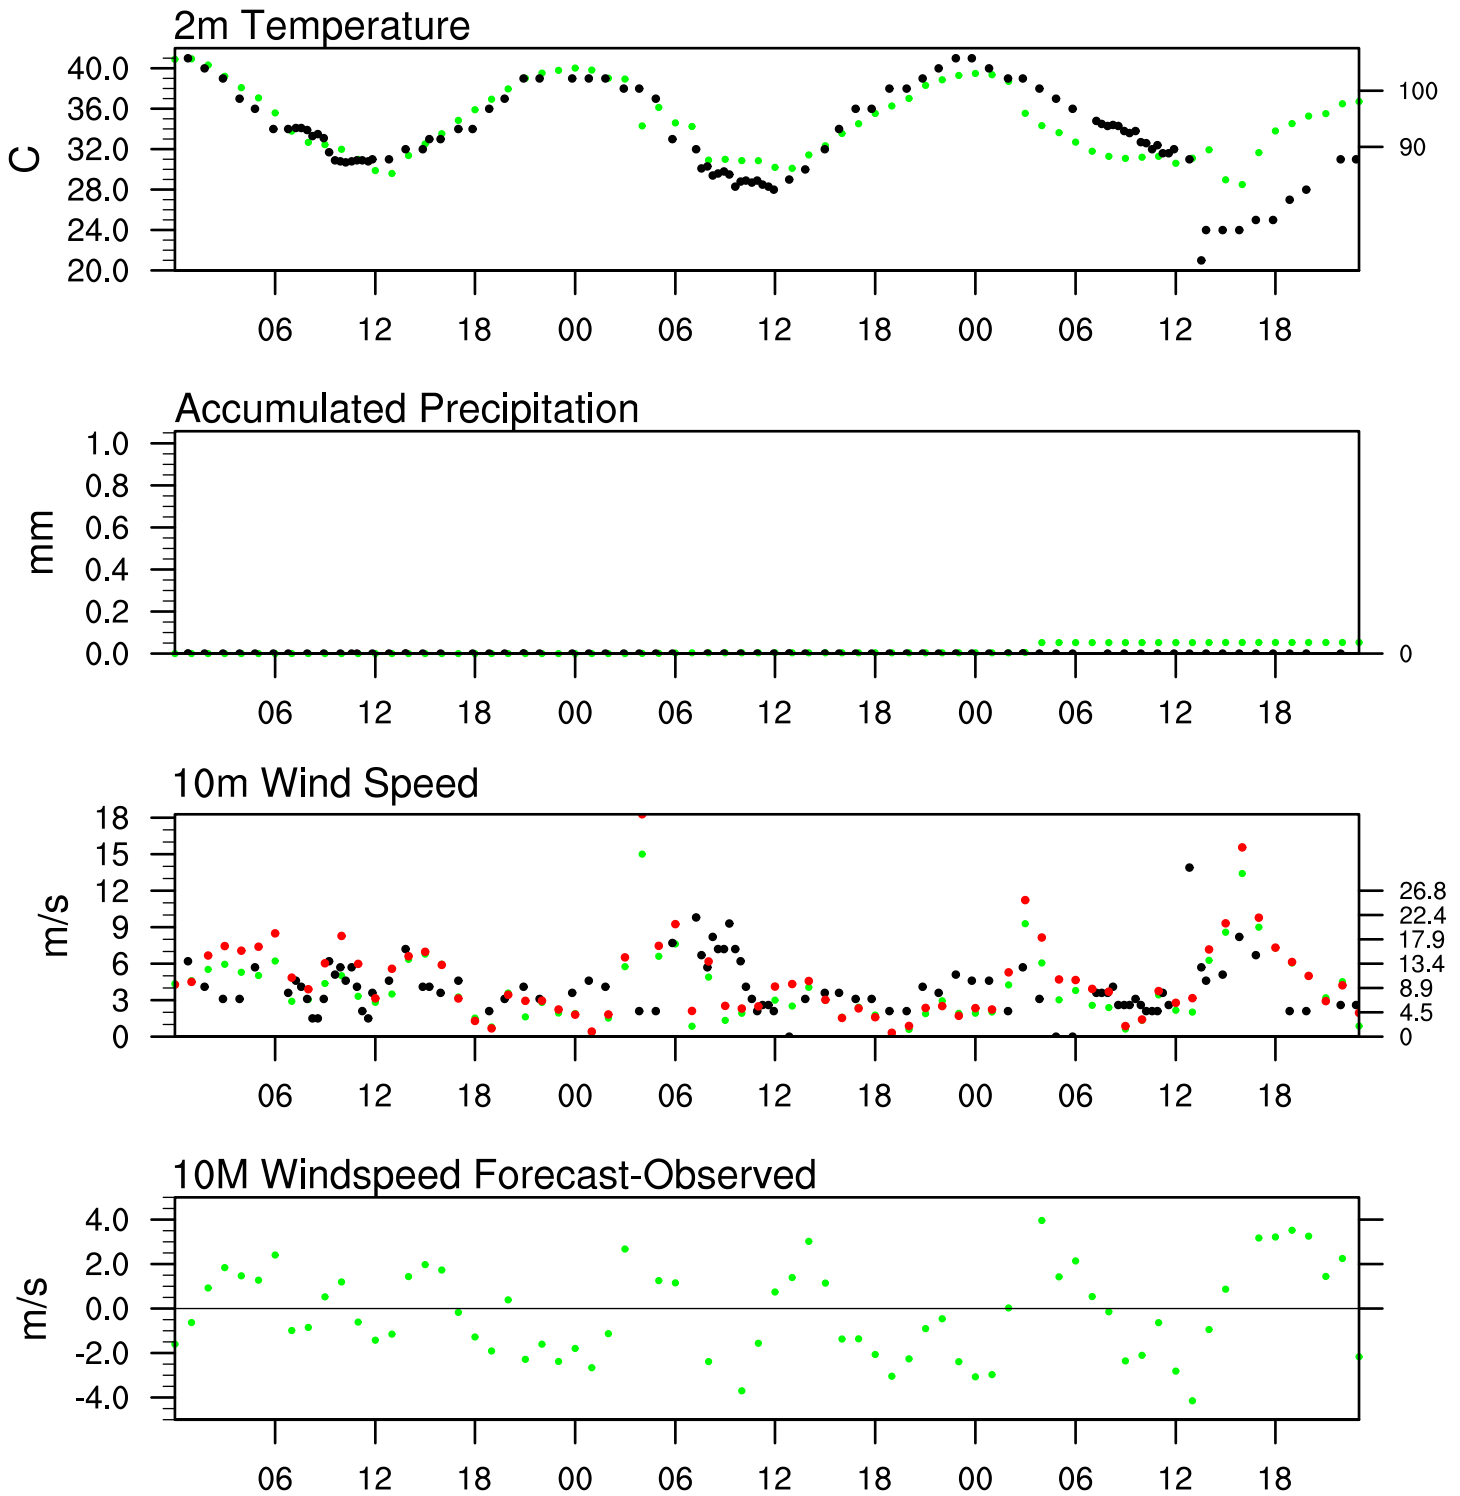 2m Temperature
40.0
36.0
32.0
28.0
24.0
20.0
C
100
90
06 12 18 00 06 12 18 00 06 12 18
Accumulated Precipitation
1.0
0.8
0.6
0.4
0.2
0.0
mm
0
06 12 18 00 06 12 18 00 06 12 18
10m Wind Speed
18
15
12
9
6
3
0
m/s
26.8
22.4
17.9
13.4
8.9
4.5
0
06 12 18 00 06 12 18 00 06 12 18
10M Windspeed Forecast-Observed
4.0
2.0
0.0
-2.0
-4.0
m/s
06 12 18 00 06 12 18 00 06 12 18